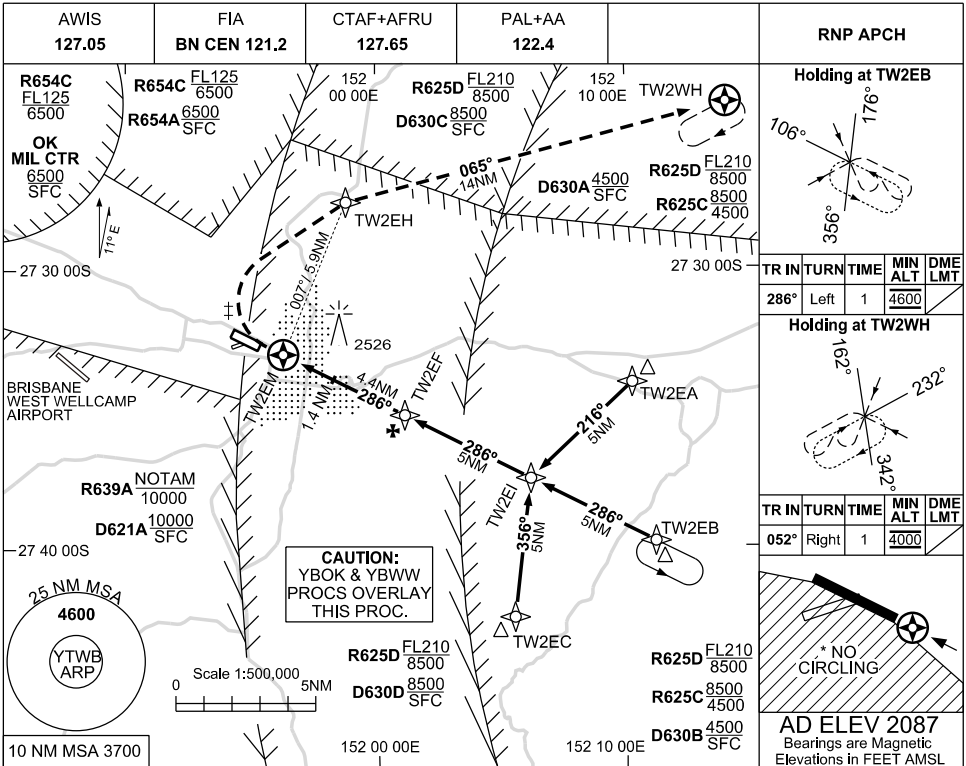 AWIS
127.05
FIA
BN CEN 121.2
CTAF+AFRU
127.65
PAL+AA
122.4
RNP APCH
R654C FL125
6500
OK
MIL CTR
6500
SFC
R654C FL125
6500
R654A 6500
SFC
152
00 00E
R625D FL210
8500
D630C 8500
SFC
152
10 00E
TW2WH
065°
14NM
D630A 4500
SFC
R625D FL210
8500
R625C 8500
4500
11° E
TW2EH
27 30 00S
27 30 00S
007°/ 5.9NM
‡
2526
BRISBANE
WEST WELLCAMP
AIRPORT
TW2EM
1.4 NM
4.4NM
286°
TW2EF
TW2EA
216°
5NM
286°
5NM
TW2EI
286°
5NM
TW2EB
356°
5NM
TW2EC
R639A NOTAM
10000
D621A 10000
SFC
27 40 00S
CAUTION:
YBOK & YBWW
PROCS OVERLAY
THIS PROC.
25 NM MSA
4600
YTWB
ARP
10 NM MSA 3700
Scale 1:500,000
0 5NM
R625D FL210
8500
D630D 8500
SFC
152 00 00E
152 10 00E
R625D FL210
8500
R625C 8500
4500
D630B 4500
SFC
Holding at TW2EB
176°
106°
356°
TR IN TURN TIME MIN ALT DME LMT
286° Left 1 4600
Holding at TW2WH
162°
232°
342°
TR IN TURN TIME MIN ALT DME LMT
052° Right 1 4000
* NO
CIRCLING
AD ELEV 2087
Bearings are Magnetic
Elevations in FEET AMSL